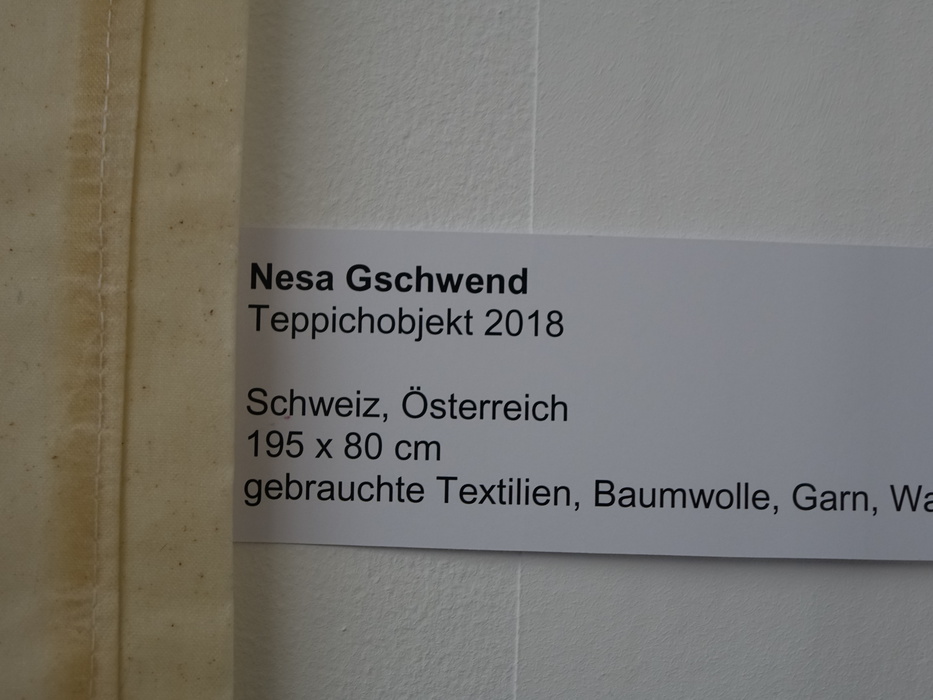 Nesa Gschwend
Teppichobjekt 2018
Schweiz, Österreich
195 x 80 cm
gebrauchte Textilien, Baumwolle, Garn,